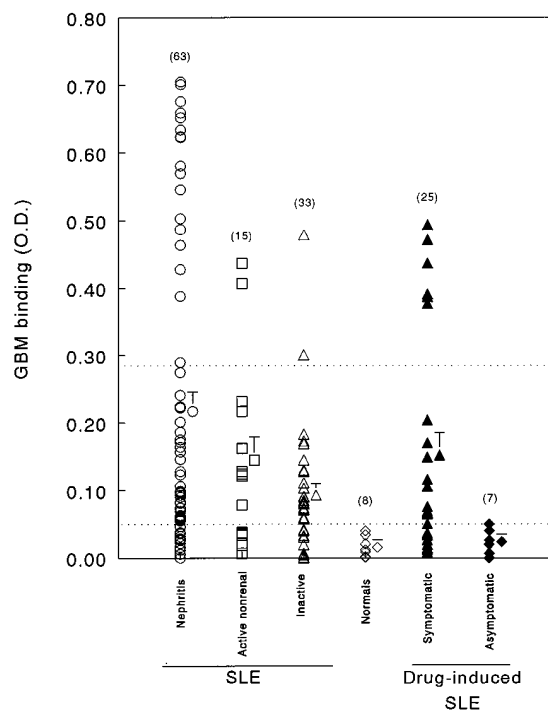 0.80
(63)
0.70
0.60
(33)
(25)
0.50
(15)
GBM binding (O.D.)
0.40
0.30
0.20
0.10
(8)
(7)
0.00
Nephritis
Active nonrenal
Inactive
Normals
Symptomatic
Asymptomatic
SLE
Drug-induced
SLE